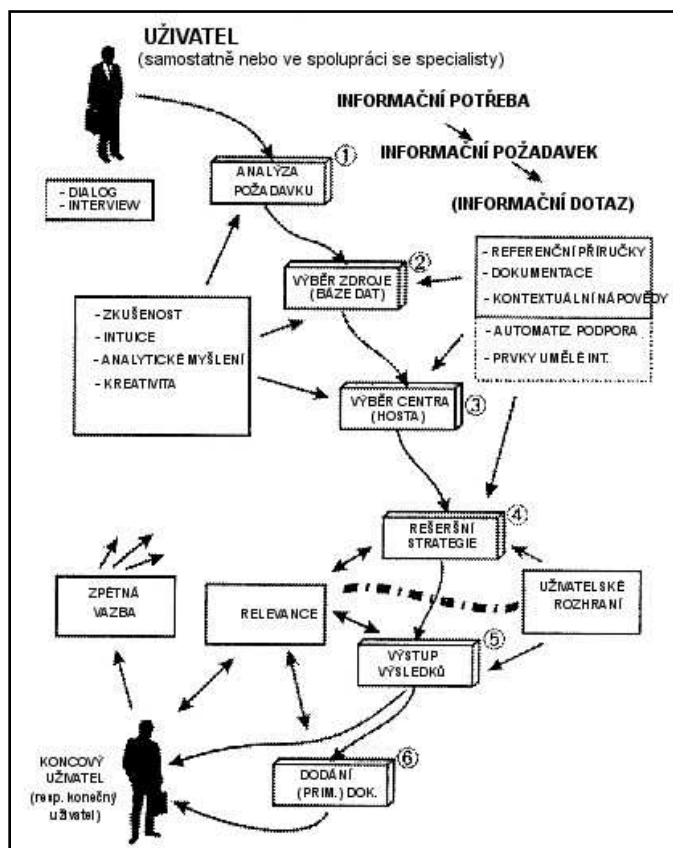 UŽIVATEL
(samostatně nebo ve spolupráci se specialisty)
INFORMAČNÍ POTŘEBA
INFORMAČNÍ POŽADAVEK
(INFORMAČNÍ DOTAZ)
①
ANALÝZA
POŽADAVKU
- DIALOG
- INTERVIEW
②
VÝBĚR ZDROJE
(BÁZE DAT)
- REFERENČNÍ PŘÍRUČKY
- DOKUMENTACE
- KONTEXTUÁLNÍ NÁPOVĚDY
- AUTOMATIZ. PODPORA
- PRVKY UMĚLÉ INT.
- ZKUŠENOST
- INTUICE
- ANALYTICKÉ MYŠLENÍ
- KREATIVITA
③
VÝBĚR CENTRA
(HOSTA)
④
REŠERŠNÍ
STRATEGIE
ZPĚTNÁ
VAZBA
RELEVANCE
UŽIVATELSKÉ
ROZHRANÍ
⑤
VÝSTUP
VÝSLEDKŮ
⑥
DODÁNÍ
(PRIM.) DOK.
KONCOVÝ
UŽIVATEL
(resp. konečný
uživatel)